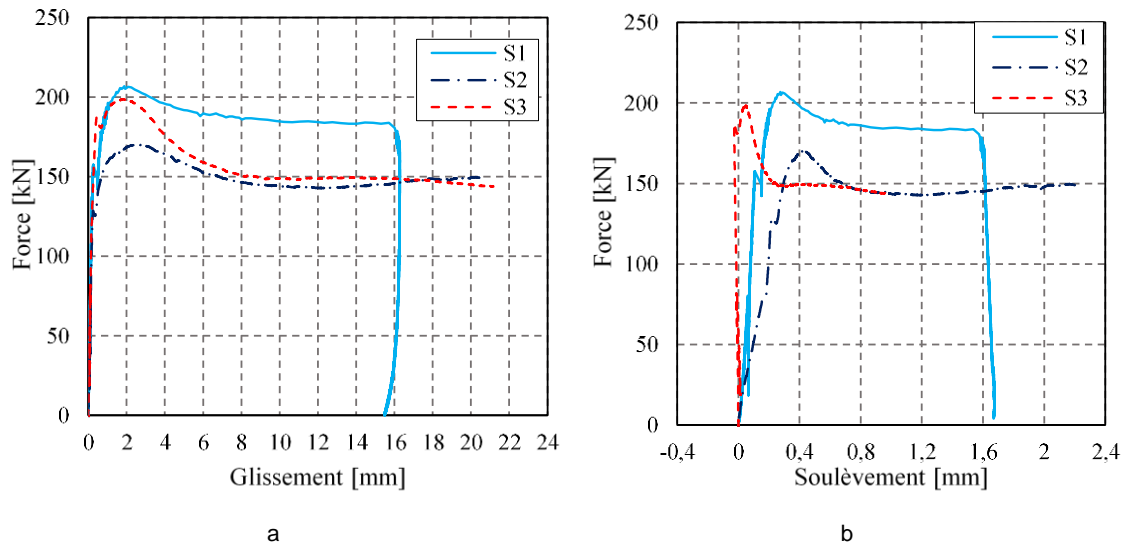 250
200
150
100
50
0
Force [kN]
S1
S2
S3
0 2 4 6 8 10 12 14 16 18 20 22 24
Glissement [mm]
a
250
200
150
100
50
0
Force [kN]
S1
S2
S3
-0,4 0 0,4 0,8 1,2 1,6 2 2,4
Soulèvement [mm]
b